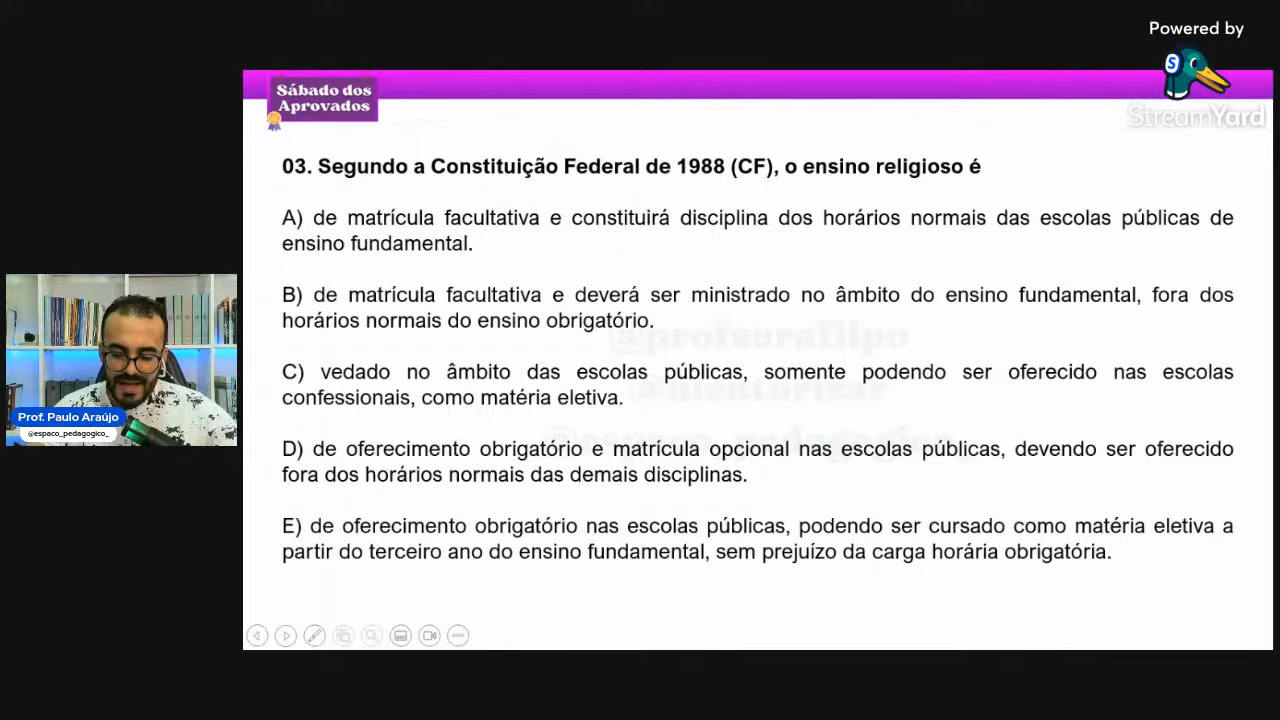 Powered by
S
StreamYard
Sábado dos
Aprovados
03. Segundo a Constituição Federal de 1988 (CF), o ensino religioso é
A) de matrícula facultativa e constituirá disciplina dos horários normais das escolas públicas de
ensino fundamental.
B) de matrícula facultativa e deverá ser ministrado no âmbito do ensino fundamental, fora dos
horários normais do ensino obrigatório.
@profsarafilpo
C) vedado no âmbito das escolas públicas, somente podendo ser oferecido nas escolas
confessionais, como matéria eletiva.
@mentorizar
D) de oferecimento obrigatório e matrícula opcional nas escolas públicas, devendo ser oferecido
fora dos horários normais das demais disciplinas.
@espaco_pedagogico_
E) de oferecimento obrigatório nas escolas públicas, podendo ser cursado como matéria eletiva a
partir do terceiro ano do ensino fundamental, sem prejuízo da carga horária obrigatória.
Prof. Paulo Araújo
@espaco_pedagogico_